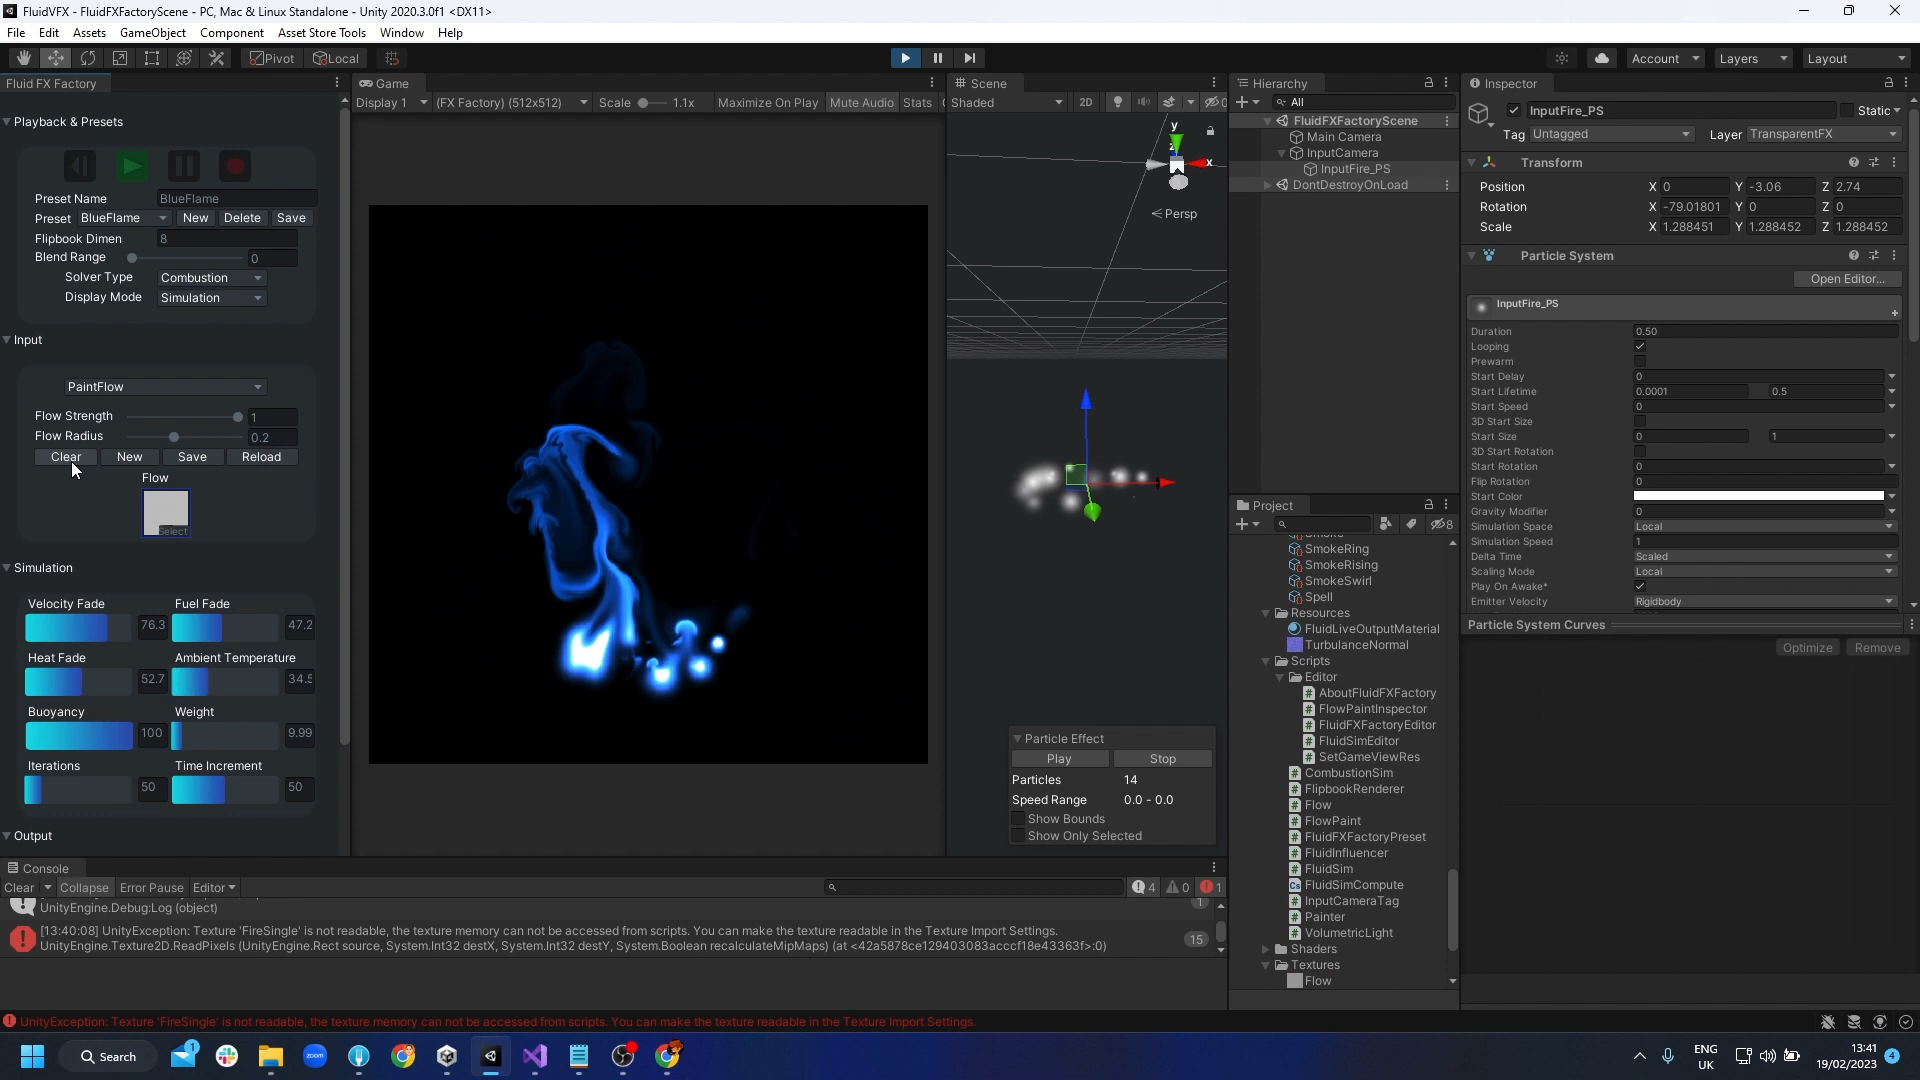 FluidVFX - FluidFXFactoryScene - PC, Mac & Linux Standalone - Unity 2020.3.0f1 <DX11>
File Edit Assets GameObject Component Asset Store Tools Window Help
Pivot Local Account Layers Layout
Fluid FX Factory
Playback & Presets
Preset Name BlueFlame
Preset BlueFlame New Delete Save
Flipbook Dimen 8
Blend Range 0
Solver Type Combustion
Display Mode Simulation
Input
PaintFlow
Flow Strength 1
Flow Radius 0.2
Clear New Save Reload
Flow
Select
Simulation
Velocity Fade 76.3 Fuel Fade 47.2
Heat Fade 52.7 Ambient Temperature 34.5
Buoyancy 100 Weight 9.99
Iterations 50 Time Increment 50
Output
Game
Display 1 (FX Factory) (512x512) Scale 1.1x Maximize On Play Mute Audio Stats
Scene
Shaded 2D 0
y
z
x
Persp
Particle Effect
Play Stop
Particles 14
Speed Range 0.0 - 0.0
Show Bounds
Show Only Selected
Hierarchy
All
FluidFXFactoryScene
Main Camera
InputCamera
InputFire_PS
DontDestroyOnLoad
Project
8
SmokeRing
SmokeRising
SmokeSwirl
Spell
Resources
FluidLiveOutputMaterial
TurbulanceNormal
Scripts
Editor
AboutFluidFXFactory
FlowPaintInspector
FluidFXFactoryEditor
FluidSimEditor
SetGameViewRes
CombustionSim
FlipbookRenderer
Flow
FlowPaint
FluidFXFactoryPreset
FluidInfluencer
FluidSim
FluidSimCompute
InputCameraTag
Painter
VolumetricLight
Shaders
Textures
Flow
Inspector
InputFire_PS Static
Tag Untagged Layer TransparentFX
Transform
Position X 0 Y -3.06 Z 2.74
Rotation X -79.01801 Y 0 Z 0
Scale X 1.288451 Y 1.288452 Z 1.288452
Particle System
Open Editor...
InputFire_PS
Duration 0.50
Looping
Prewarm
Start Delay 0
Start Lifetime 0.0001 0.5
Start Speed 0
3D Start Size
Start Size 0 1
3D Start Rotation
Start Rotation 0
Flip Rotation 0
Start Color
Gravity Modifier 0
Simulation Space Local
Simulation Speed 1
Delta Time Scaled
Scaling Mode Local
Play On Awake*
Emitter Velocity Rigidbody
Particle System Curves
Optimize Remove
Console
Clear Collapse Error Pause Editor 4 0 1
UnityEngine.Debug:Log (object) 1
[13:40:08] UnityException: Texture 'FireSingle' is not readable, the texture memory can not be accessed from scripts. You can make the texture readable in the Texture Import Settings.
UnityEngine.Texture2D.ReadPixels (UnityEngine.Rect source, System.Int32 destX, System.Int32 destY, System.Boolean recalculateMipMaps) (at <42a5878ce129403083acccf18e43363f>:0) 15
UnityException: Texture 'FireSingle' is not readable, the texture memory can not be accessed from scripts. You can make the texture readable in the Texture Import Settings.
Search 1 zoom ENG
UK
13:41
19/02/2023 4